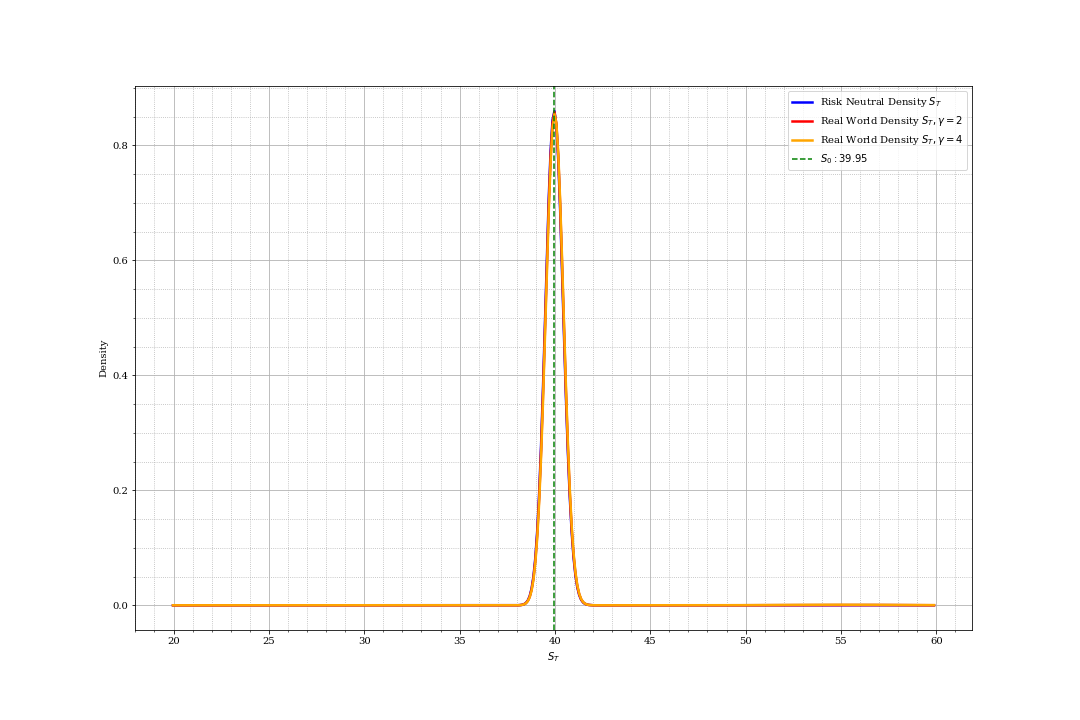 Risk Neutral Density S_T
Real World Density S_T, γ = 2
Real World Density S_T, γ = 4
S_0 : 39.95
Density
0.8
0.6
0.4
0.2
0.0
20 25 30 35 40 45 50 55 60
S_T